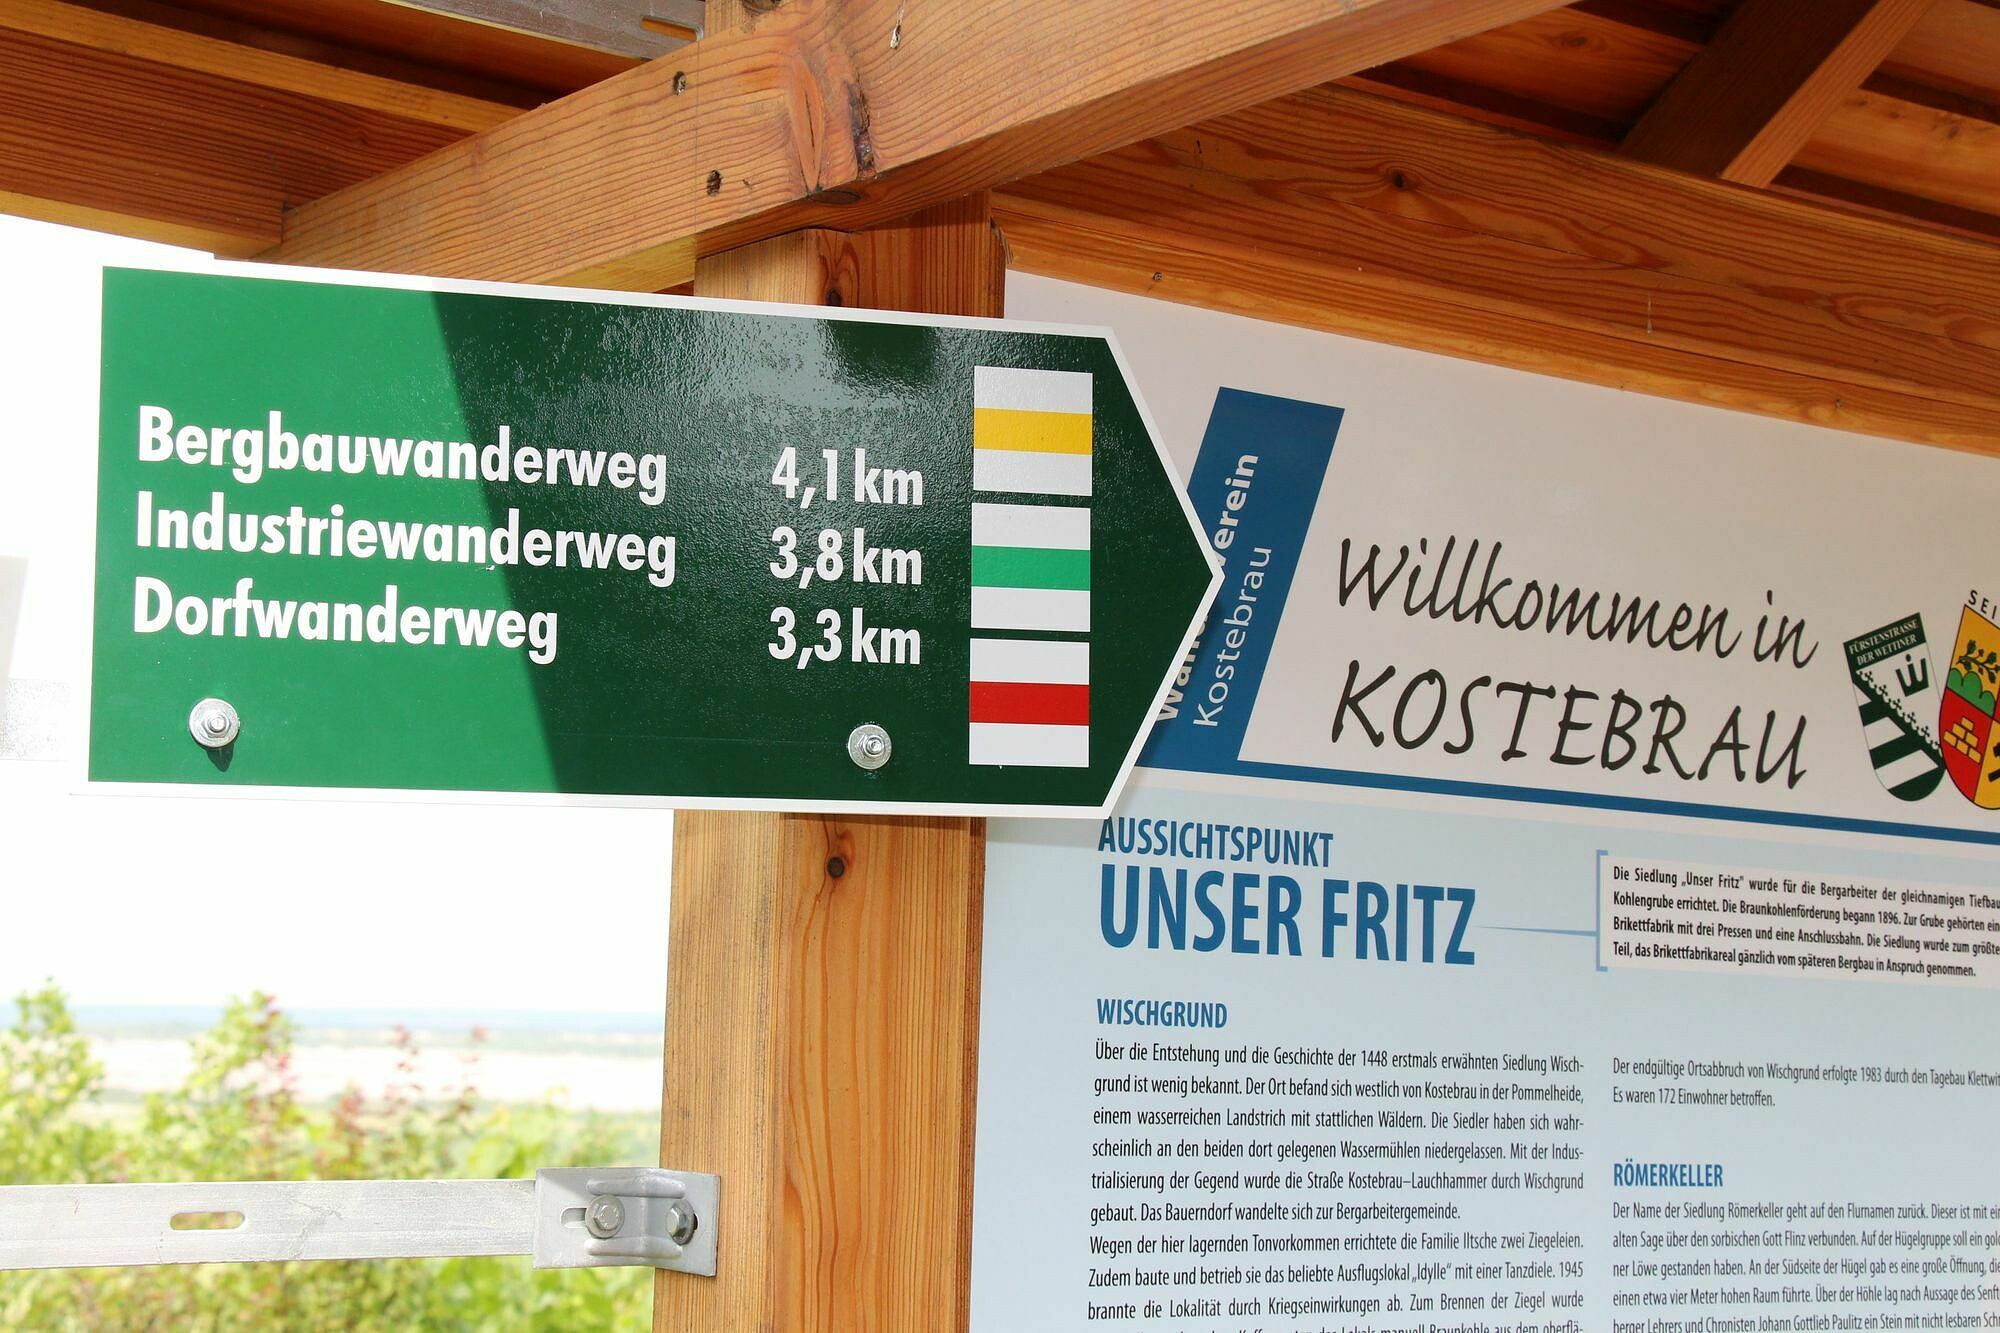 Bergbauwanderweg 4,1 km
Industriewanderweg 3,8 km
Dorfwanderweg 3,3 km
Kostebrau
Willkommen in
KOSTEBRAU
FÜRSTENSTRASSE
DER WETTINER
AUSSICHTSPUNKT
UNSER FRITZ
Die Siedlung „Unser Fritz" wurde für die Bergarbeiter der gleichnamigen Tiefbau
Kohlengrube errichtet. Die Braunkohlenförderung begann 1896. Zur Grube gehörten
Brikettfabrik mit drei Pressen und eine Anschlussbahn. Die Siedlung wurde zum
Teil, das Brikettfabrikareal gänzlich vom späteren Bergbau in Anspruch genommen.
WISCHGRUND
Über die Entstehung und die Geschichte der 1448 erstmals erwähnten Siedlung Wisch-
grund ist wenig bekannt. Der Ort befand sich westlich von Kostebrau in der Pommelheide,
einem wasserreichen Landstrich mit stattlichen Wäldern. Die Siedler haben sich wahr-
scheinlich an den beiden dort gelegenen Wassermühlen niedergelassen. Mit der Indus-
trialisierung der Gegend wurde die Straße Kostebrau–Lauchhammer durch Wischgrund
gebaut. Das Bauerndorf wandelte sich zur Bergarbeitergemeinde.
Wegen der hier lagernden Tonvorkommen errichtete die Familie Iltsche zwei Ziegeleien.
Zudem baute und betrieb sie das beliebte Ausflugslokal „Idylle" mit einer Tanzdiele. 1945
brannte die Lokalität durch Kriegseinwirkungen ab. Zum Brennen der Ziegel wurde
Lokals manuell Braunkohle aus dem oberflä-
Der endgültige Ortsabbruch von Wischgrund erfolgte 1983 durch den Tagebau
Es waren 172 Einwohner betroffen.
RÖMERKELLER
Der Name der Siedlung Römerkeller geht auf den Flurnamen zurück. Dieser ist mit
alten Sage über den sorbischen Gott Flinz verbunden. Auf der Hügelgruppe soll ein
ner Löwe gestanden haben. An der Südseite der Hügel gab es eine große Öffnung,
einen etwa vier Meter hohen Raum führte. Über der Höhle lag nach Aussage des
berger Lehrers und Chronisten Johann Gottlieb Paulitz ein Stein mit nicht lesbaren